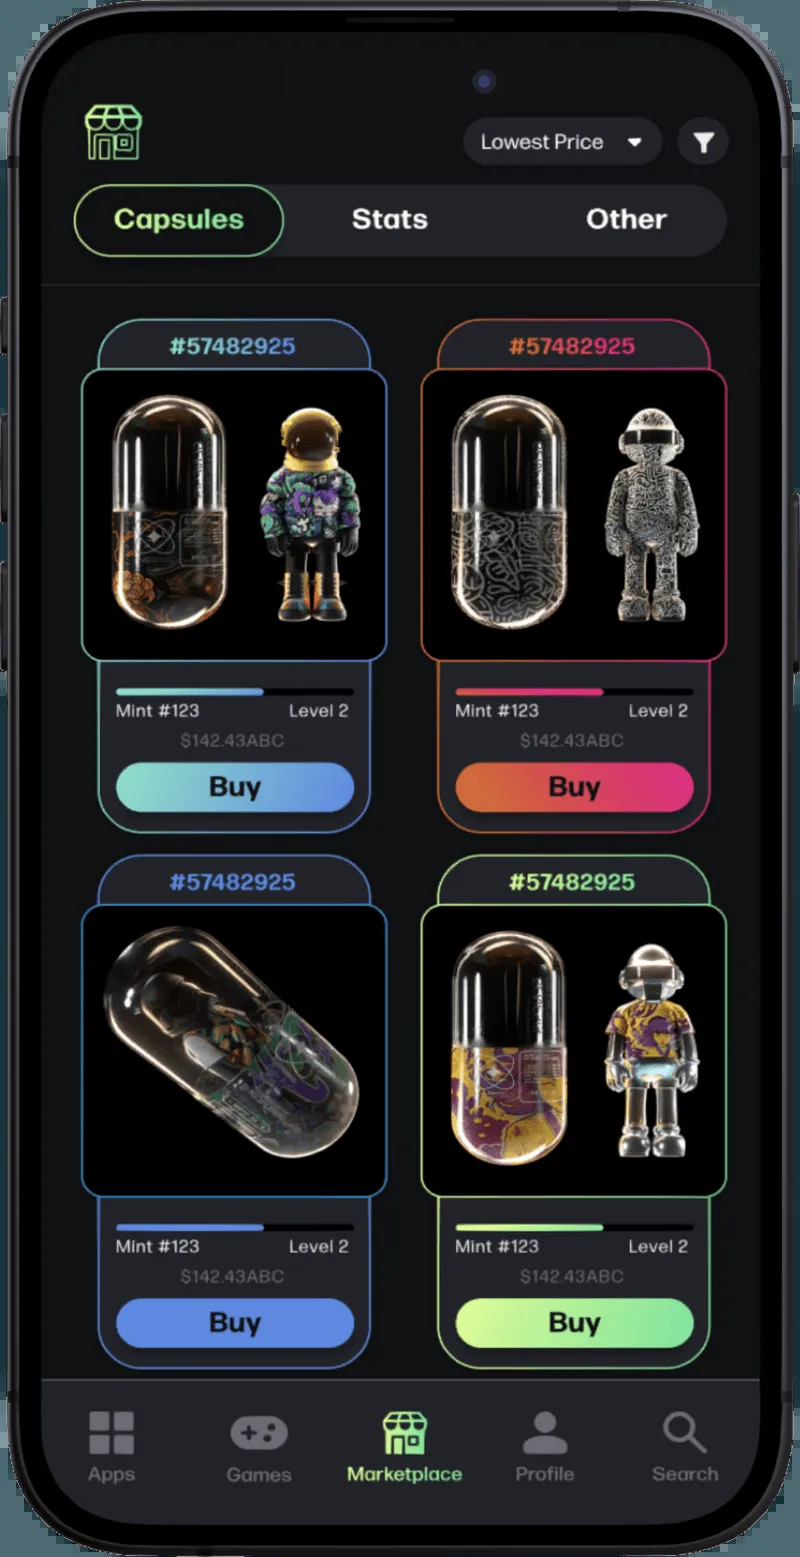 Lowest Price
Capsules Stats Other
#57482925 #57482925
Mint #123 Level 2 Mint #123 Level 2
$142.43ABC $142.43ABC
Buy Buy
#57482925 #57482925
Mint #123 Level 2 Mint #123 Level 2
$142.43ABC $142.43ABC
Buy Buy
Apps Games Marketplace Profile Search